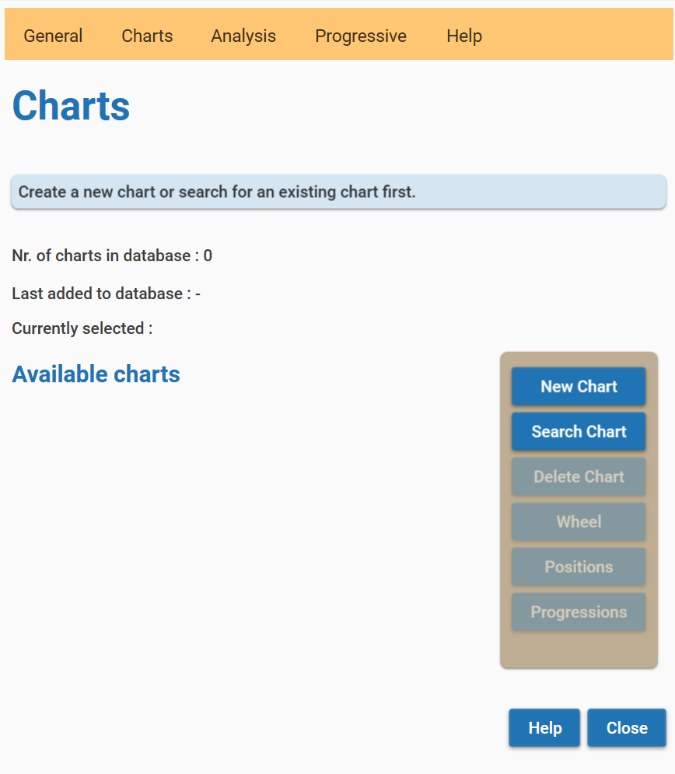 General Charts Analysis Progressive Help
Charts
Create a new chart or search for an existing chart first.
Nr. of charts in database : 0
Last added to database : -
Currently selected :
Available charts
New Chart
Search Chart
Delete Chart
Wheel
Positions
Progressions
Help Close